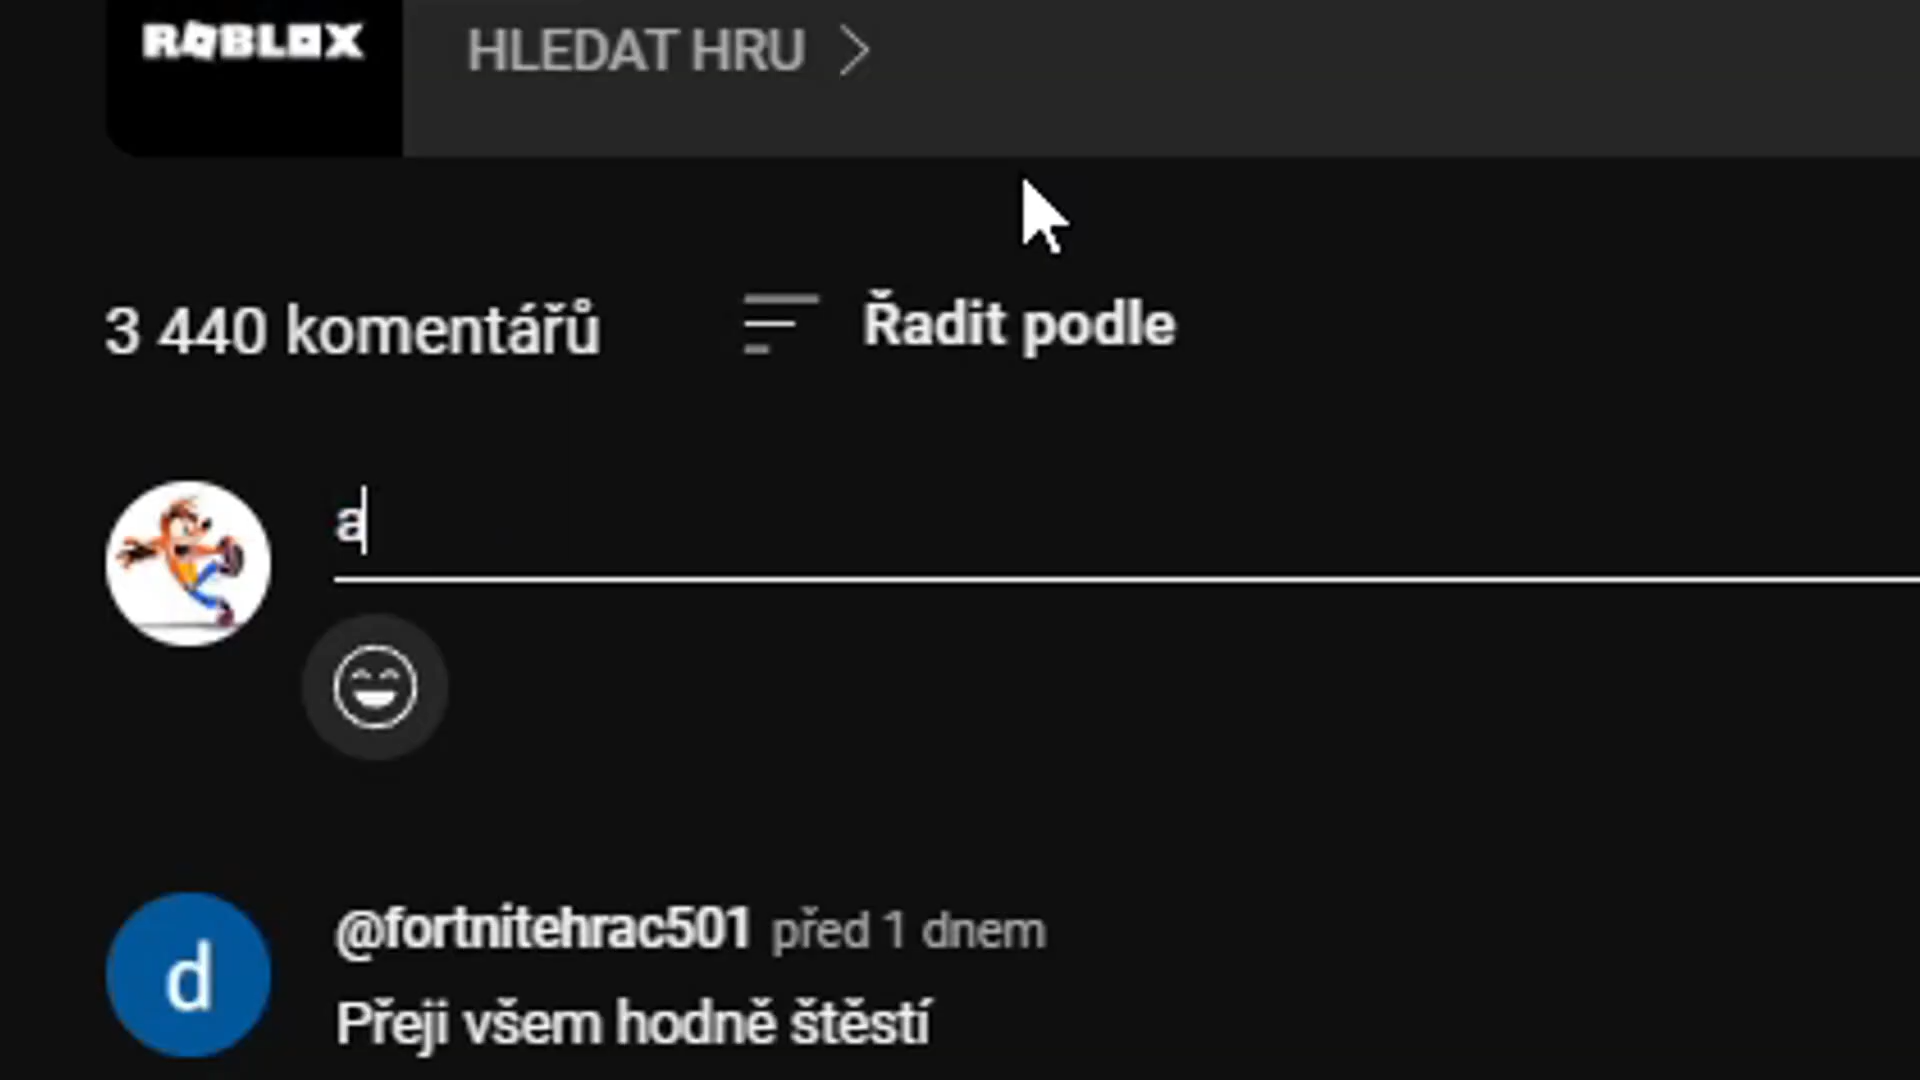 ROBLOX
HLEDAT HRU
3 440 komentářů
Řadit podle
a
d
@fortnitehrac501 před 1 dnem
Přeji všem hodně štěstí